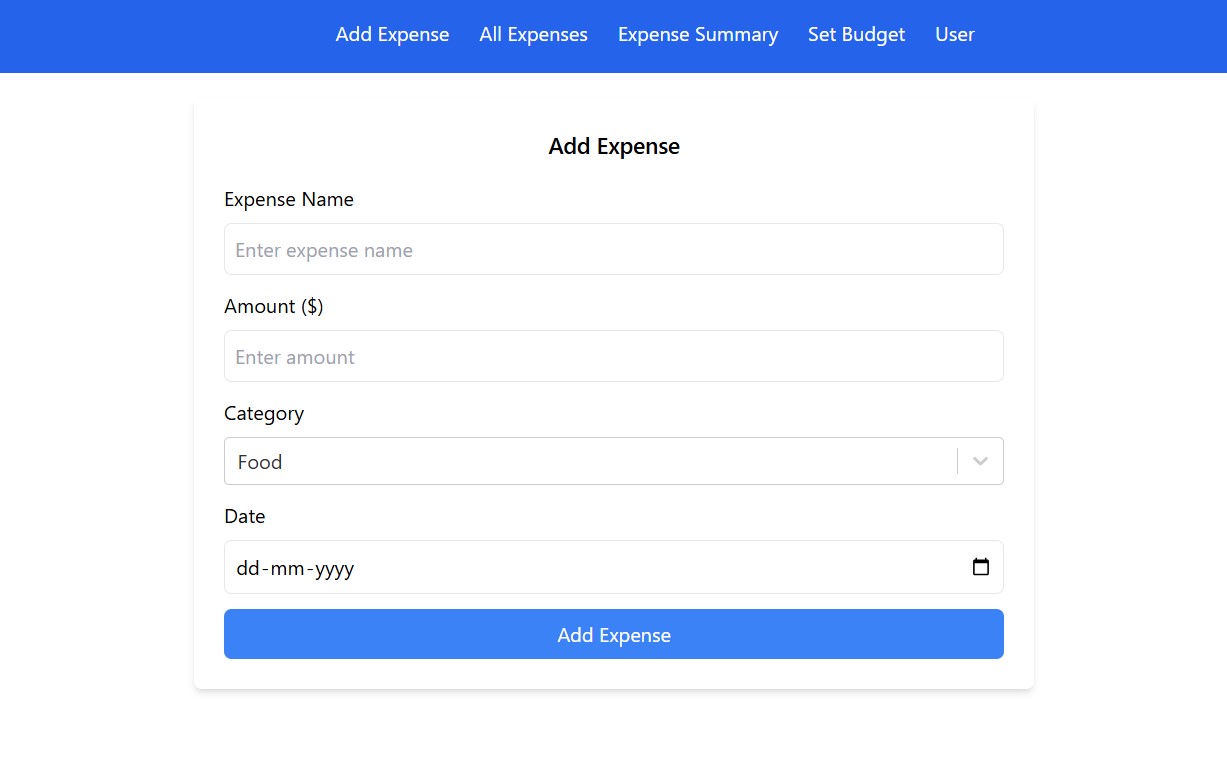 Add Expense All Expenses Expense Summary Set Budget User
Add Expense
Expense Name
Enter expense name
Amount ($)
Enter amount
Category
Food
Date
dd-mm-yyyy
Add Expense